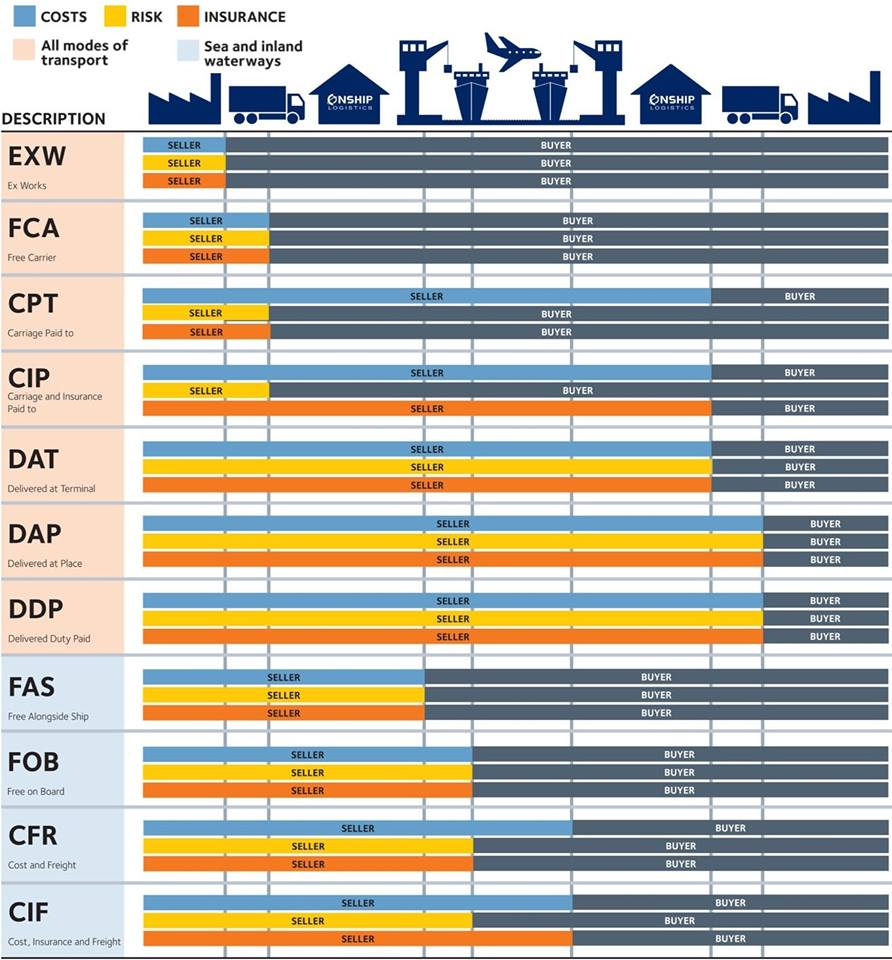 COSTS RISK INSURANCE
All modes of
transport
Sea and inland
waterways
ONSHIP
LOGISTICS
ONSHIP
LOGISTICS
DESCRIPTION
EXW
Ex Works
SELLER BUYER
SELLER BUYER
SELLER BUYER
FCA
Free Carrier
SELLER BUYER
SELLER BUYER
SELLER BUYER
CPT
Carriage Paid to
SELLER BUYER
SELLER BUYER
SELLER BUYER
CIP
Carriage and Insurance
Paid to
SELLER BUYER
SELLER BUYER
SELLER BUYER
DAT
Delivered at Terminal
SELLER BUYER
SELLER BUYER
SELLER BUYER
DAP
Delivered at Place
SELLER BUYER
SELLER BUYER
SELLER BUYER
DDP
Delivered Duty Paid
SELLER BUYER
SELLER BUYER
SELLER BUYER
FAS
Free Alongside Ship
SELLER BUYER
SELLER BUYER
SELLER BUYER
FOB
Free on Board
SELLER BUYER
SELLER BUYER
SELLER BUYER
CFR
Cost and Freight
SELLER BUYER
SELLER BUYER
SELLER BUYER
CIF
Cost, Insurance and Freight
SELLER BUYER
SELLER BUYER
SELLER BUYER